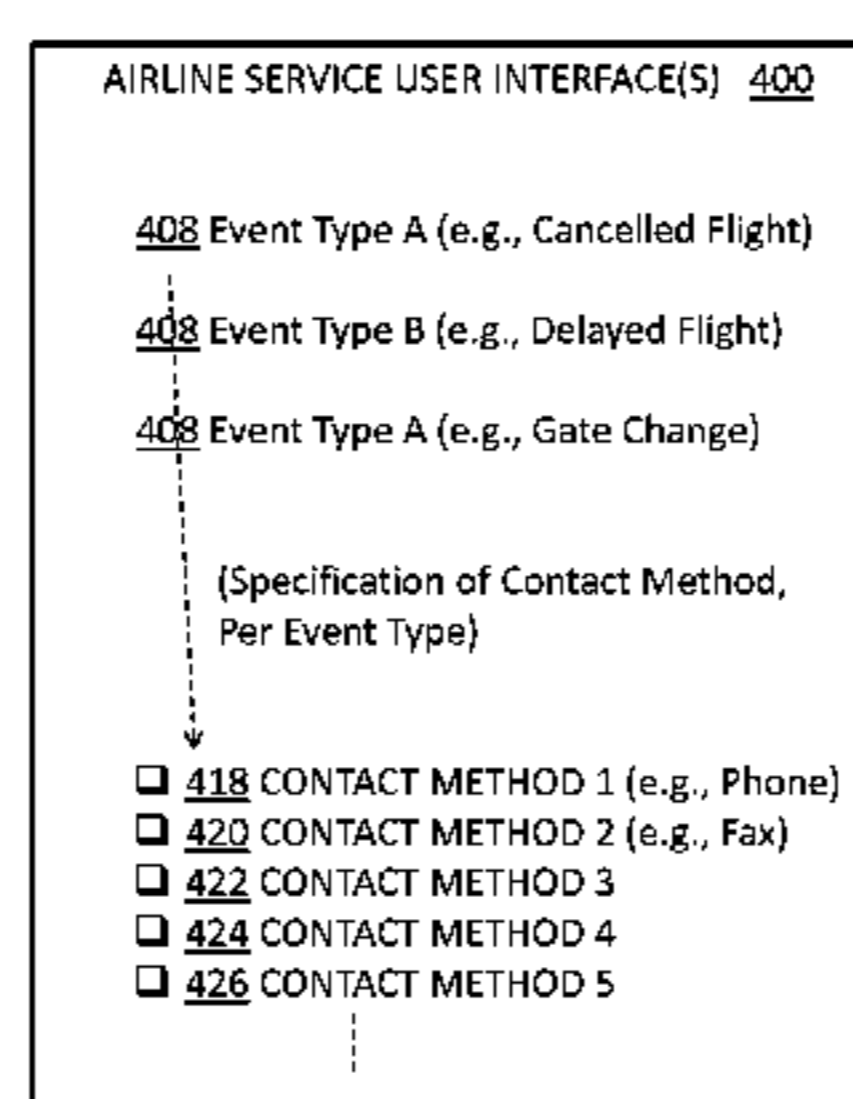 AIRLINE SERVICE USER INTERFACE(S) 400
408 Event Type A (e.g., Cancelled Flight)
408 Event Type B (e.g., Delayed Flight)
408 Event Type A (e.g., Gate Change)
(Specification of Contact Method,
Per Event Type)
418 CONTACT METHOD 1 (e.g., Phone)
420 CONTACT METHOD 2 (e.g., Fax)
422 CONTACT METHOD 3
424 CONTACT METHOD 4
426 CONTACT METHOD 5